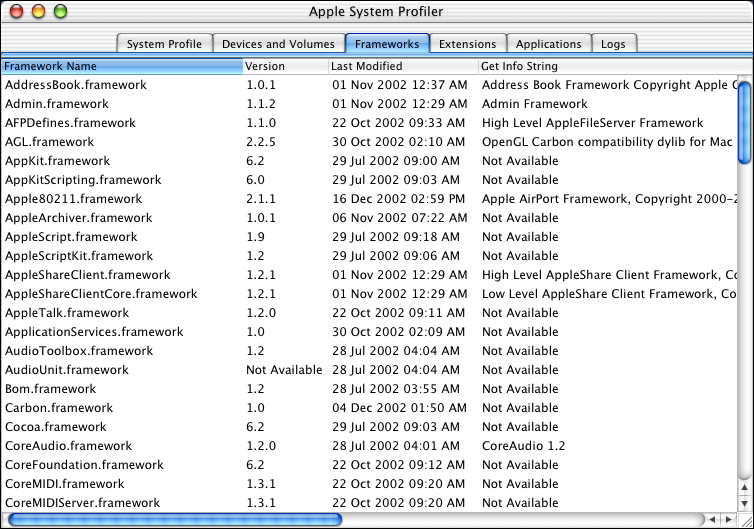 Apple System Profiler
System Profile Devices and Volumes Frameworks Extensions Applications Logs
Framework Name Version Last Modified Get Info String
AddressBook.framework 1.0.1 01 Nov 2002 12:37 AM Address Book Framework Copyright Apple
Admin.framework 1.1.2 01 Nov 2002 12:29 AM Admin Framework
AFPDefines.framework 1.1.0 22 Oct 2002 09:33 AM High Level AppleFileServer Framework
AGL.framework 2.2.5 30 Oct 2002 02:10 AM OpenGL Carbon compatibility dylib for Mac
AppKit.framework 6.2 29 Jul 2002 09:00 AM Not Available
AppKitScripting.framework 6.0 29 Jul 2002 09:03 AM Not Available
Apple80211.framework 2.1.1 16 Dec 2002 02:59 PM Apple AirPort Framework, Copyright 2000-2
AppleArchiver.framework 1.0.1 06 Nov 2002 07:22 AM Not Available
AppleScript.framework 1.9 29 Jul 2002 09:18 AM Not Available
AppleScriptKit.framework 1.2 29 Jul 2002 09:06 AM Not Available
AppleShareClient.framework 1.2.1 01 Nov 2002 12:29 AM High Level AppleShare Client Framework, Co
AppleShareClientCore.framework 1.2.1 01 Nov 2002 12:29 AM Low Level AppleShare Client Framework, Co
AppleTalk.framework 1.2.0 22 Oct 2002 09:11 AM Not Available
ApplicationServices.framework 1.0 30 Oct 2002 02:09 AM Not Available
AudioToolbox.framework 1.2 28 Jul 2002 04:04 AM Not Available
AudioUnit.framework Not Available 28 Jul 2002 04:04 AM Not Available
Bom.framework 1.2 28 Jul 2002 03:55 AM Not Available
Carbon.framework 1.0 04 Dec 2002 01:50 AM Not Available
Cocoa.framework 6.2 29 Jul 2002 09:03 AM Not Available
CoreAudio.framework 1.2.0 28 Jul 2002 04:01 AM CoreAudio 1.2
CoreFoundation.framework 6.2 22 Oct 2002 09:12 AM Not Available
CoreMIDI.framework 1.3.1 22 Oct 2002 09:20 AM Not Available
CoreMIDIServer.framework 1.3.1 22 Oct 2002 09:20 AM Not Available